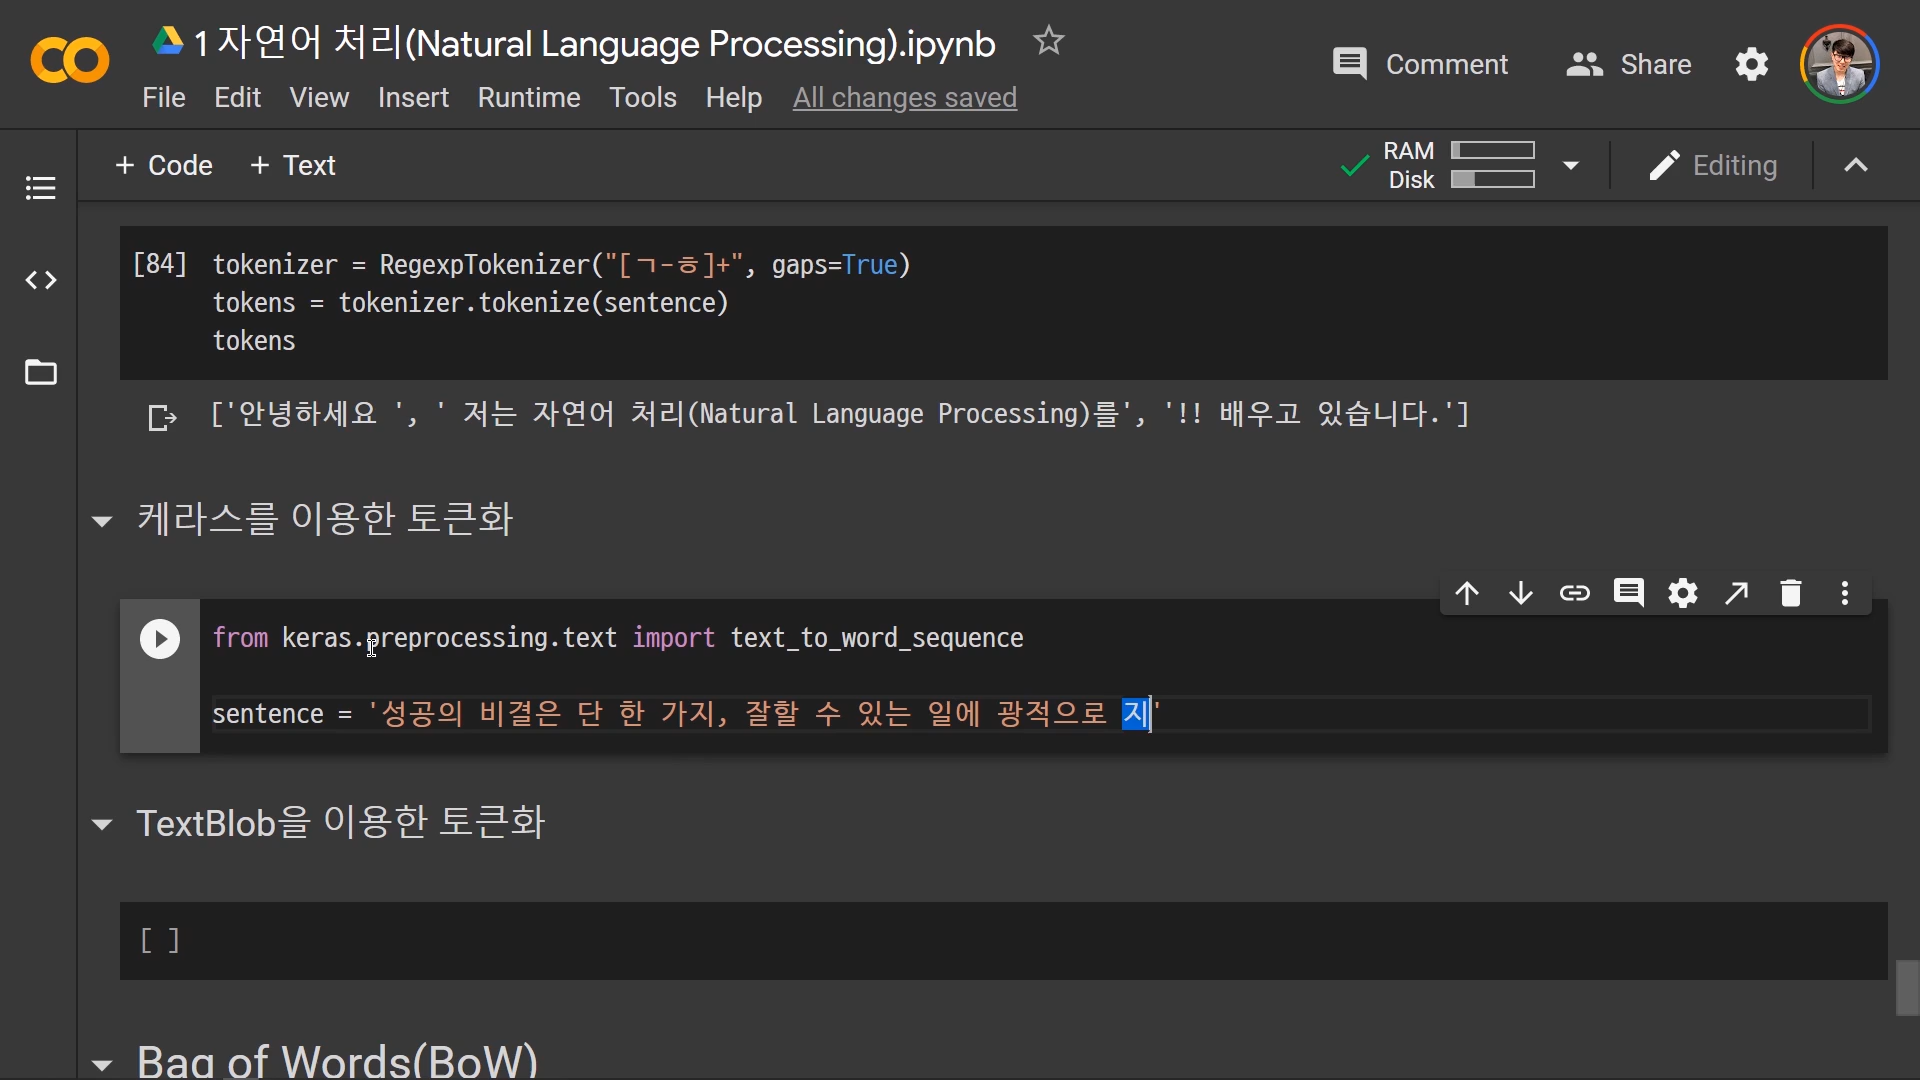 1 자연어 처리(Natural Language Processing).ipynb
File Edit View Insert Runtime Tools Help All changes saved
Comment Share
+ Code + Text
RAM
Disk
Editing
[84] tokenizer = RegexpTokenizer("[ㄱ-ㅎ]+", gaps=True)
tokens = tokenizer.tokenize(sentence)
tokens
['안녕하세요 ', ' 저는 자연어 처리(Natural Language Processing)를', '!! 배우고 있습니다.']
케라스를 이용한 토큰화
from keras.preprocessing.text import text_to_word_sequence
sentence = '성공의 비결은 단 한 가지, 잘할 수 있는 일에 광적으로 지'
TextBlob을 이용한 토큰화
[ ]
Bag of Words(BoW)